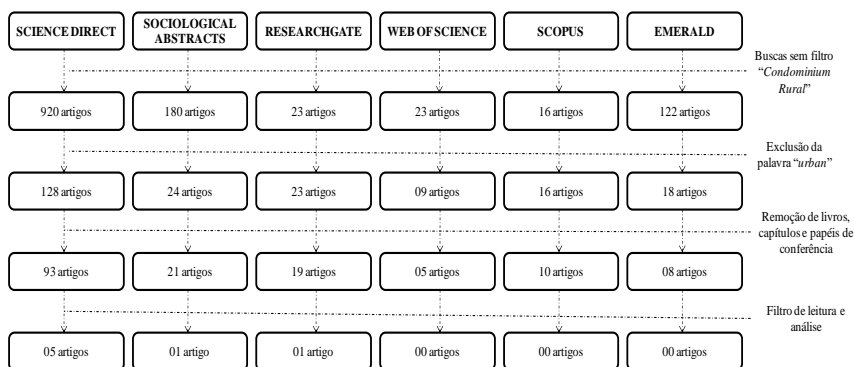 SCIENCE DIRECT
SOCIOLOGICAL
ABSTRACTS
RESEARCHGATE
WEB OF SCIENCE
SCOPUS
EMERALD
Buscas sem filtro
“Condominium
Rural”
920 artigos
180 artigos
23 artigos
23 artigos
16 artigos
122 artigos
Exclusão da
palavra “urban”
128 artigos
24 artigos
23 artigos
09 artigos
16 artigos
18 artigos
Remoção de livros,
capítulos e papéis de
conferência
93 artigos
21 artigos
19 artigos
05 artigos
10 artigos
08 artigos
Filtro de leitura e
análise
05 artigos
01 artigo
01 artigo
00 artigos
00 artigos
00 artigos